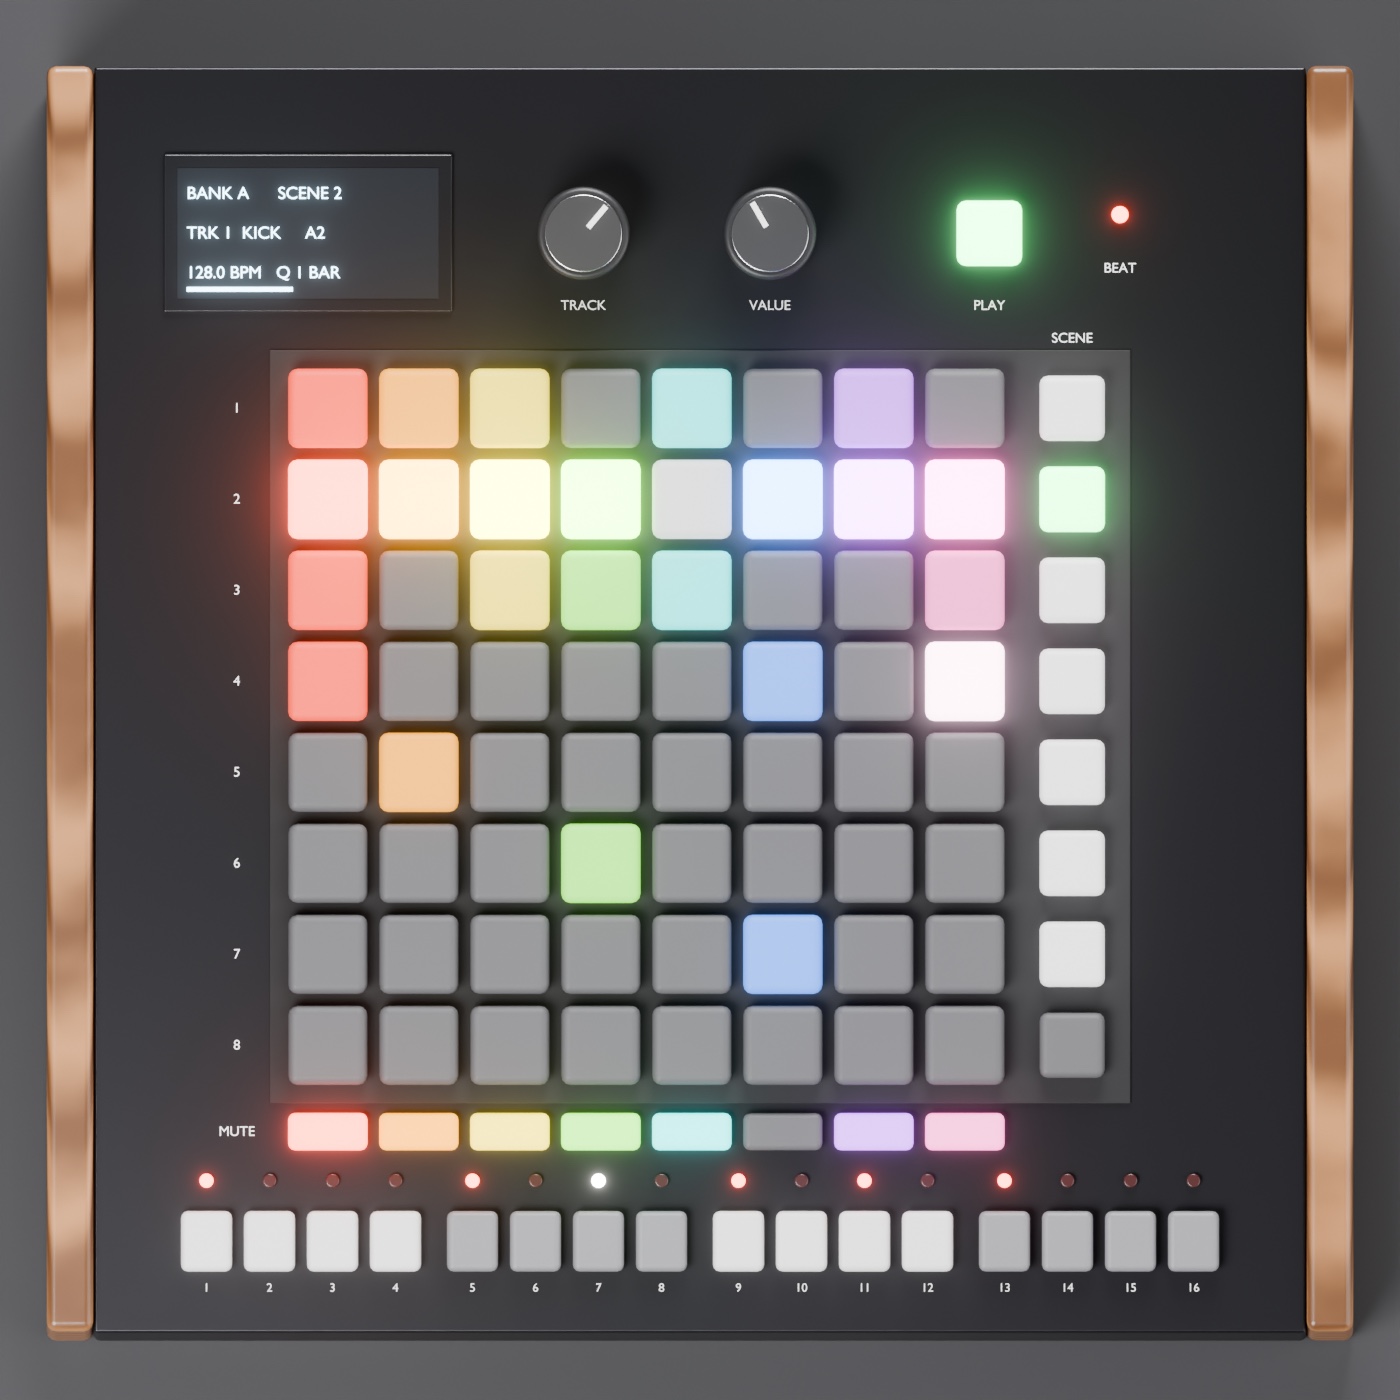 BANK A SCENE 2
TRK 1 KICK A2
128.0 BPM Q 1 BAR
TRACK
VALUE
PLAY
BEAT
SCENE
1
2
3
4
5
6
7
8
MUTE
1 2 3 4 5 6 7 8 9 10 11 12 13 14 15 16